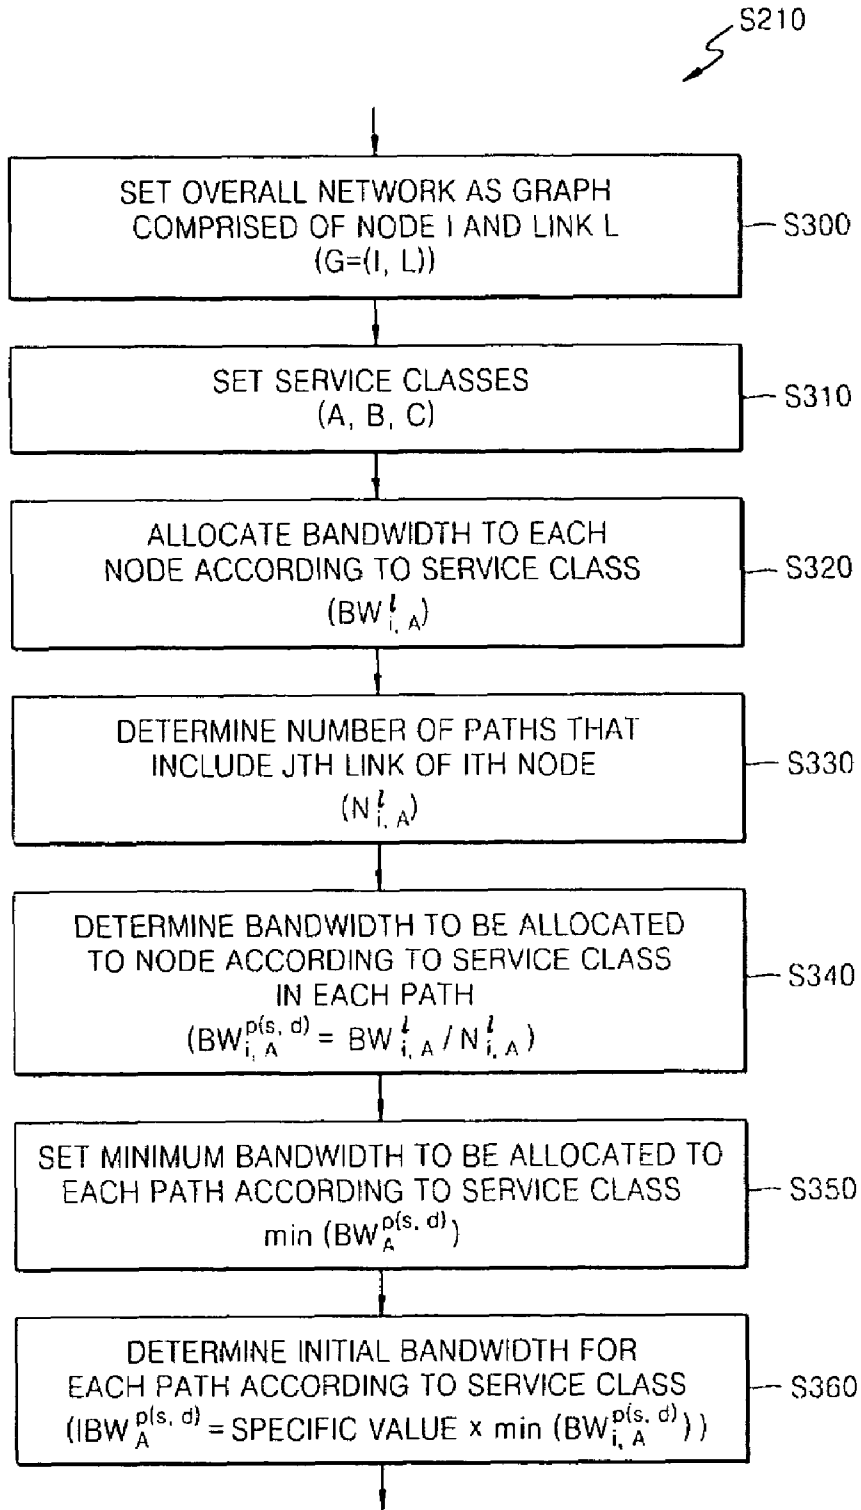 S210
SET OVERALL NETWORK AS GRAPH
COMPRISED OF NODE I AND LINK L
(G=(I, L))
S300
SET SERVICE CLASSES
(A, B, C)
S310
ALLOCATE BANDWIDTH TO EACH
NODE ACCORDING TO SERVICE CLASS
(BW^l_{i, A})
S320
DETERMINE NUMBER OF PATHS THAT
INCLUDE JTH LINK OF ITH NODE
(N^l_{i, A})
S330
DETERMINE BANDWIDTH TO BE ALLOCATED
TO NODE ACCORDING TO SERVICE CLASS
IN EACH PATH
(BW^{p(s, d)}_{i, A} = BW^l_{i, A} / N^l_{i, A})
S340
SET MINIMUM BANDWIDTH TO BE ALLOCATED TO
EACH PATH ACCORDING TO SERVICE CLASS
min (BW^{p(s, d)}_A)
S350
DETERMINE INITIAL BANDWIDTH FOR
EACH PATH ACCORDING TO SERVICE CLASS
(IBW^{p(s, d)}_A = SPECIFIC VALUE x min (BW^{p(s, d)}_{i, A}))
S360